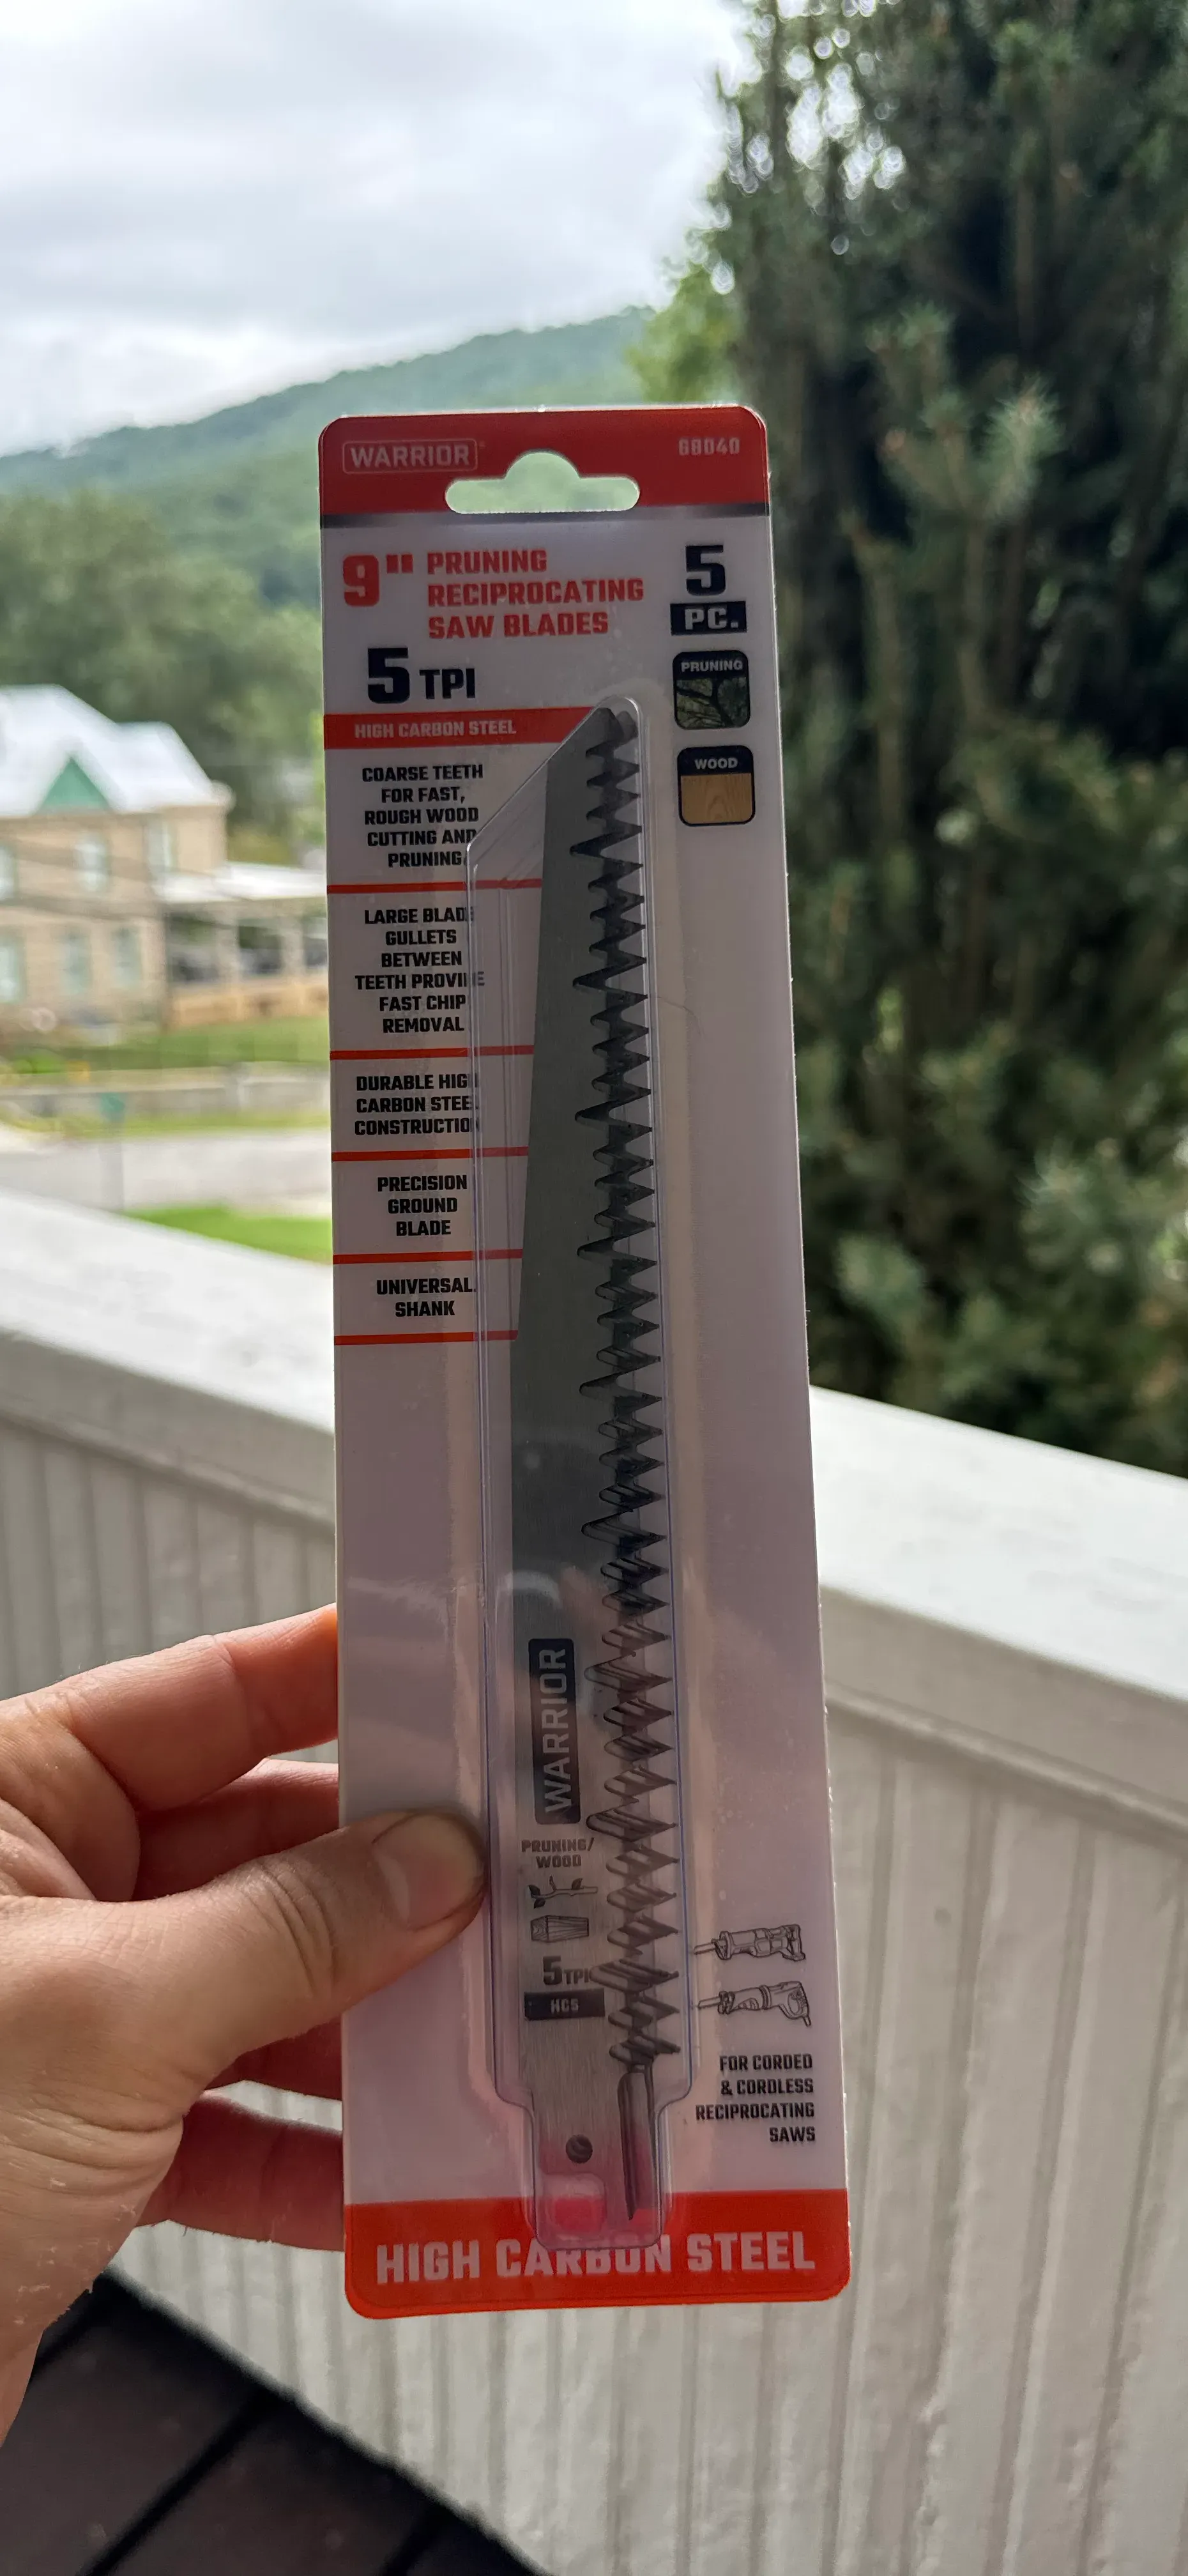 WARRIOR
68040
9" PRUNING
RECIPROCATING
SAW BLADES
5
PC.
5 TPI
PRUNING
WOOD
HIGH CARBON STEEL
COARSE TEETH
FOR FAST,
ROUGH WOOD
CUTTING AND
PRUNING
LARGE BLADE
GULLETS
BETWEEN
TEETH PROVIDE
FAST CHIP
REMOVAL
DURABLE HIGH
CARBON STEEL
CONSTRUCTION
PRECISION
GROUND
BLADE
UNIVERSAL
SHANK
WARRIOR
PRUNING/
WOOD
5 TPI
HCS
FOR CORDED
& CORDLESS
RECIPROCATING
SAWS
HIGH CARBON STEEL